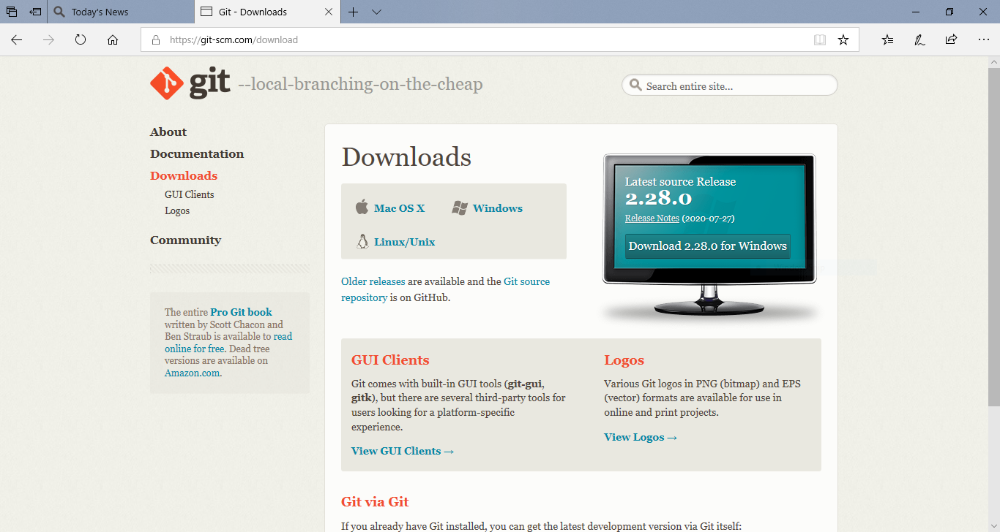 Today's News
Git - Downloads
https://git-scm.com/download
git --local-branching-on-the-cheap
Search entire site...
About
Documentation
Downloads
GUI Clients
Logos
Community
The entire Pro Git book
written by Scott Chacon and
Ben Straub is available to read
online for free. Dead tree
versions are available on
Amazon.com.
Downloads
Mac OS X
Windows
Linux/Unix
Older releases are available and the Git source
repository is on GitHub.
Latest source Release
2.28.0
Release Notes (2020-07-27)
Download 2.28.0 for Windows
GUI Clients
Git comes with built-in GUI tools (git-gui,
gitk), but there are several third-party tools for
users looking for a platform-specific
experience.
View GUI Clients →
Logos
Various Git logos in PNG (bitmap) and EPS
(vector) formats are available for use in
online and print projects.
View Logos →
Git via Git
If you already have Git installed, you can get the latest development version via Git itself: